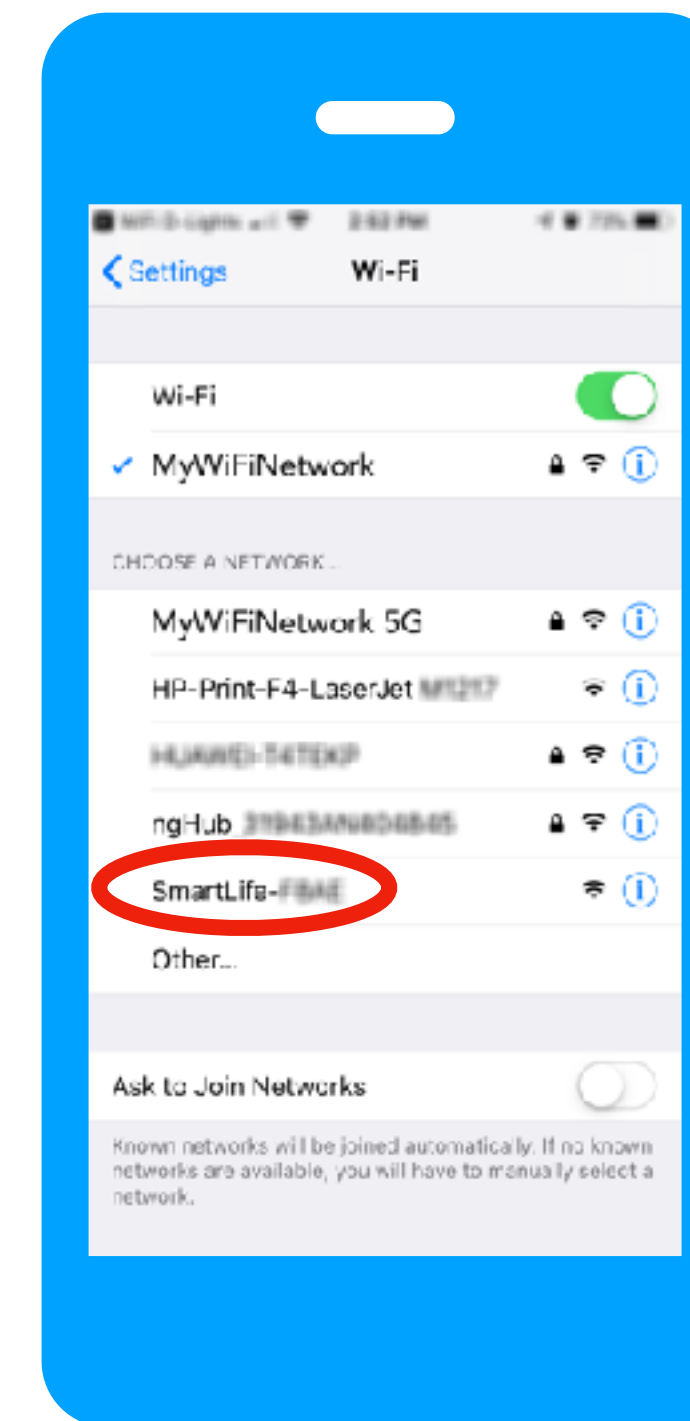 Settings Wi-Fi
Wi-Fi
MyWiFiNetwork
CHOOSE A NETWORK...
MyWiFiNetwork 5G
HP-Print-F4-LaserJet
ngHub
SmartLife-
Other...
Ask to Join Networks
Known networks will be joined automatically. If no known
networks are available, you will have to manually select a
network.